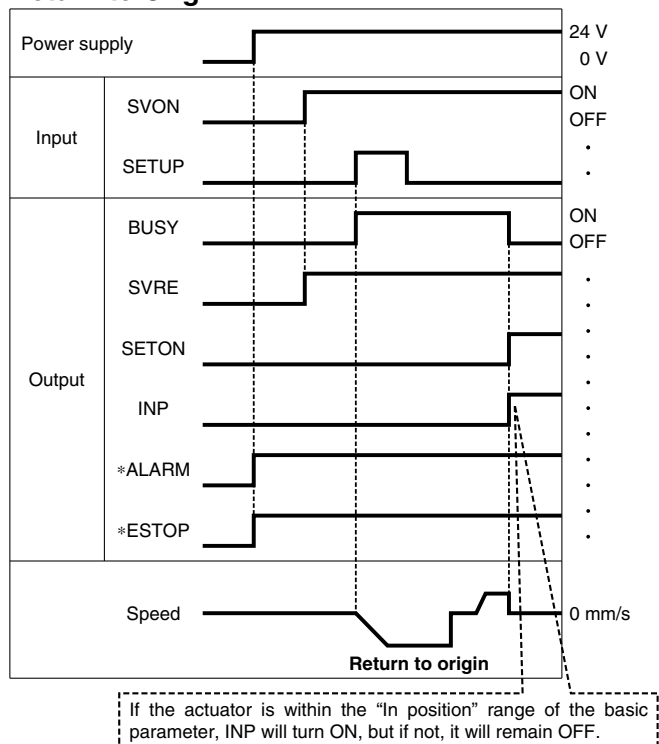 Power supply
24 V
0 V
Input
SVON
ON
OFF
SETUP
Output
BUSY
ON
OFF
SVRE
SETON
INP
*ALARM
*ESTOP
Speed
0 mm/s
Return to origin
If the actuator is within the “In position” range of the basic
parameter, INP will turn ON, but if not, it will remain OFF.